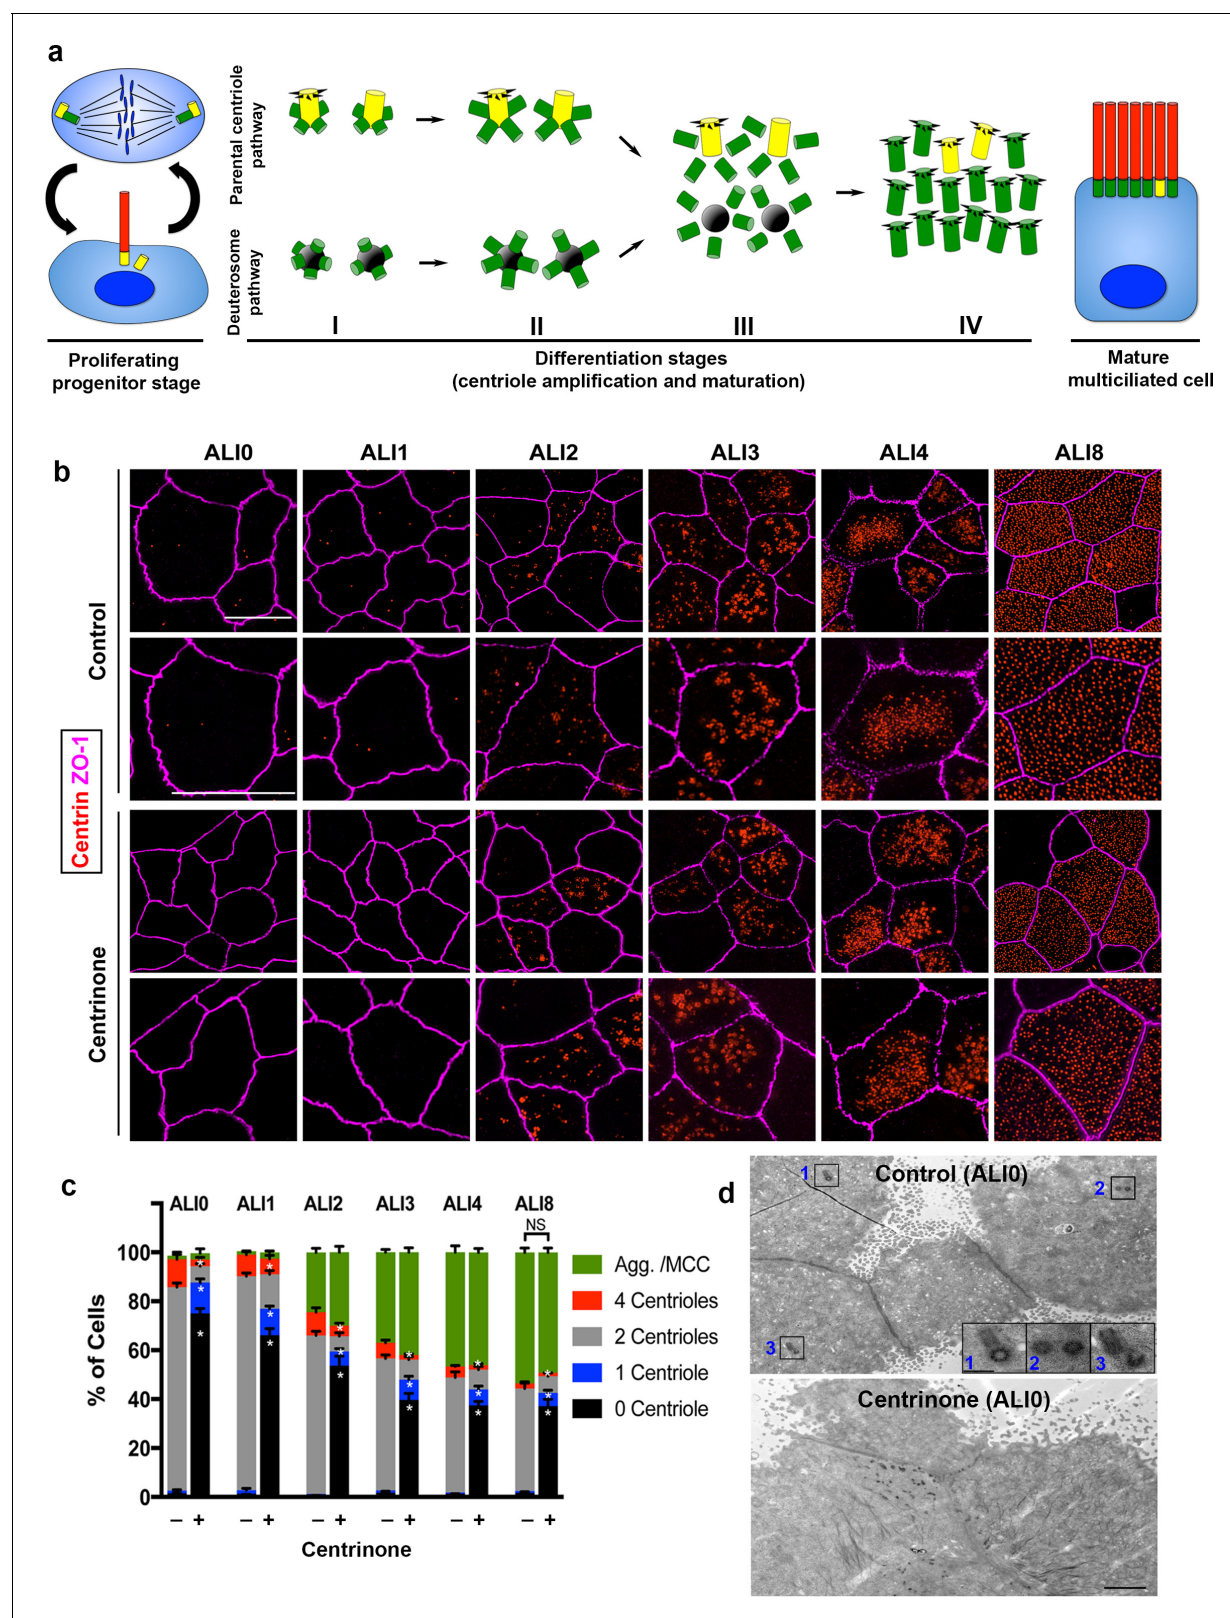 a
Parental centriole
pathway
Deuterosome
pathway
I II III IV
Proliferating
progenitor stage
Differentiation stages
(centriole amplification and maturation)
Mature
multiciliated cell
b
ALI0 ALI1 ALI2 ALI3 ALI4 ALI8
Control
Centrin ZO-1
Centrinone
c
ALI0 ALI1 ALI2 ALI3 ALI4 ALI8
NS
% of Cells
100
80
60
40
20
0
* * * * * * * * * * * * * * * * * *
– + – + – + – + – + – +
Centrinone
Agg. /MCC
4 Centrioles
2 Centrioles
1 Centriole
0 Centriole
d
Control (ALI0)
1
2
3
1 2 3
Centrinone (ALI0)